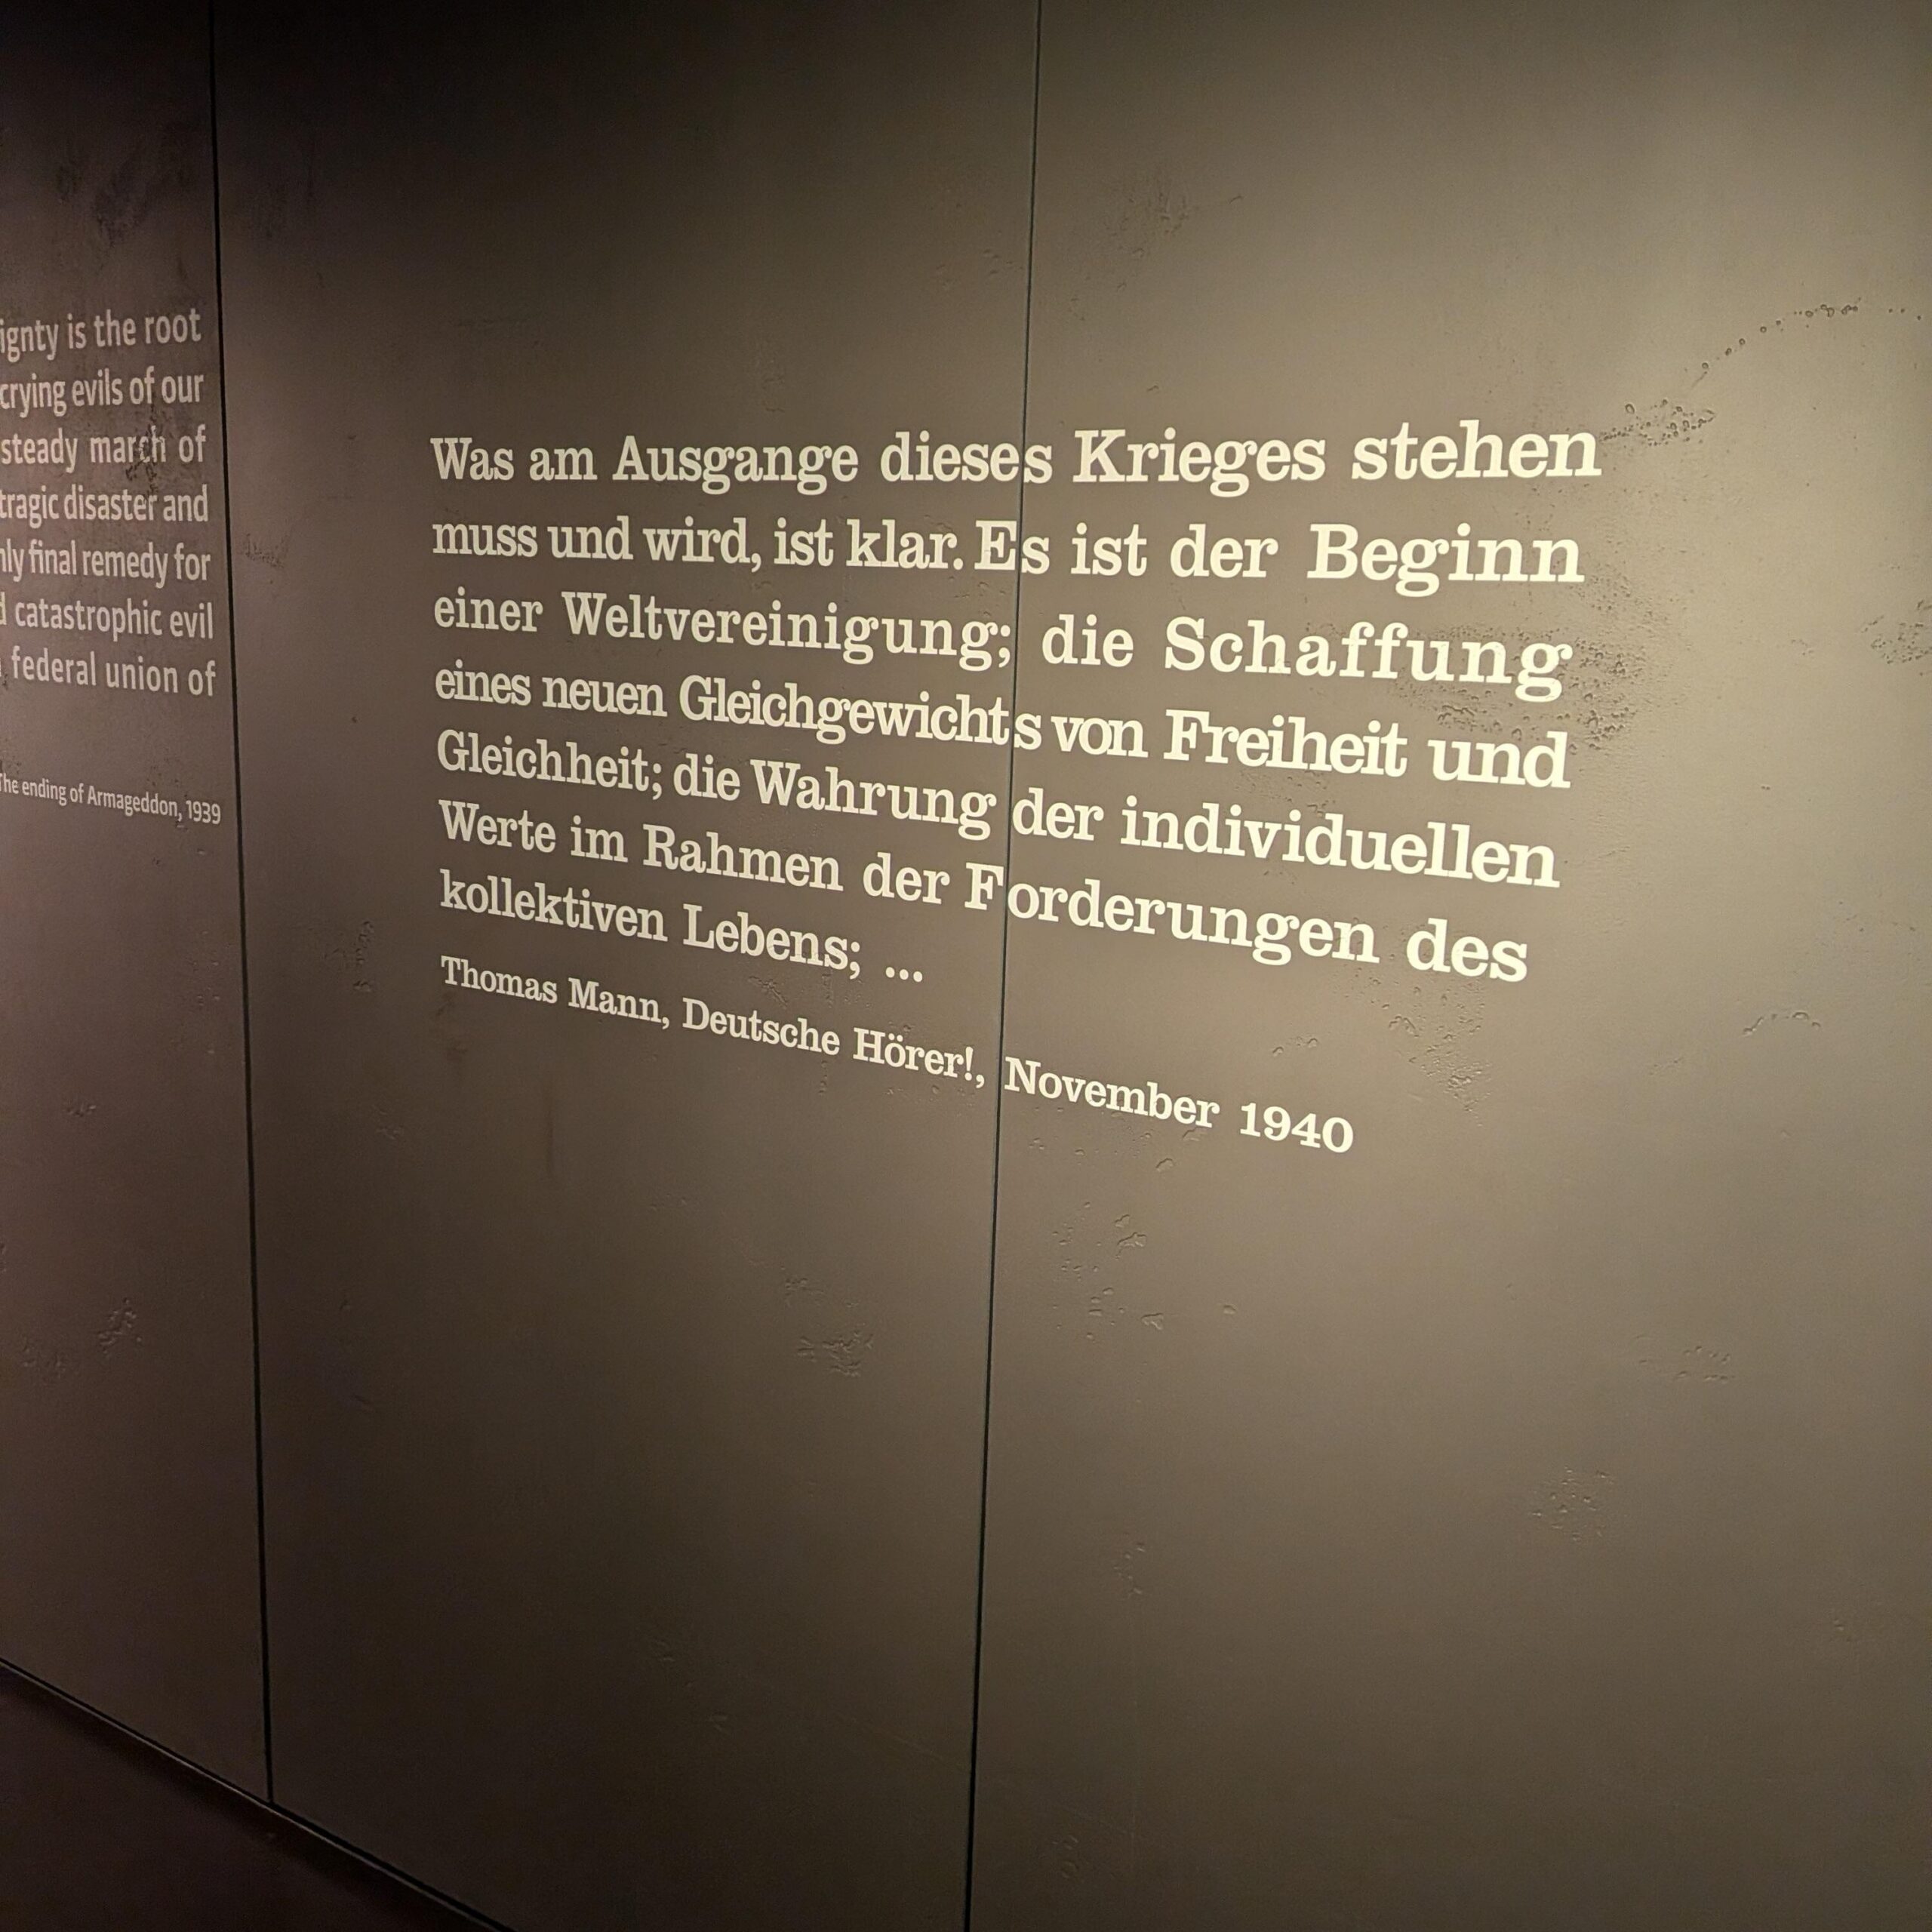 is the root
crying evils of our
steady march of
tragic disaster and
final remedy for
catastrophic evil
federal union of
The ending of Armageddon, 1939
Was am Ausgange dieses Krieges stehen
muss und wird, ist klar. Es ist der Beginn
einer Weltvereinigung; die Schaffung
eines neuen Gleichgewichts von Freiheit und
Gleichheit; die Wahrung der individuellen
Werte im Rahmen der Forderungen des
kollektiven Lebens; ...
Thomas Mann, Deutsche Hörer!, November 1940